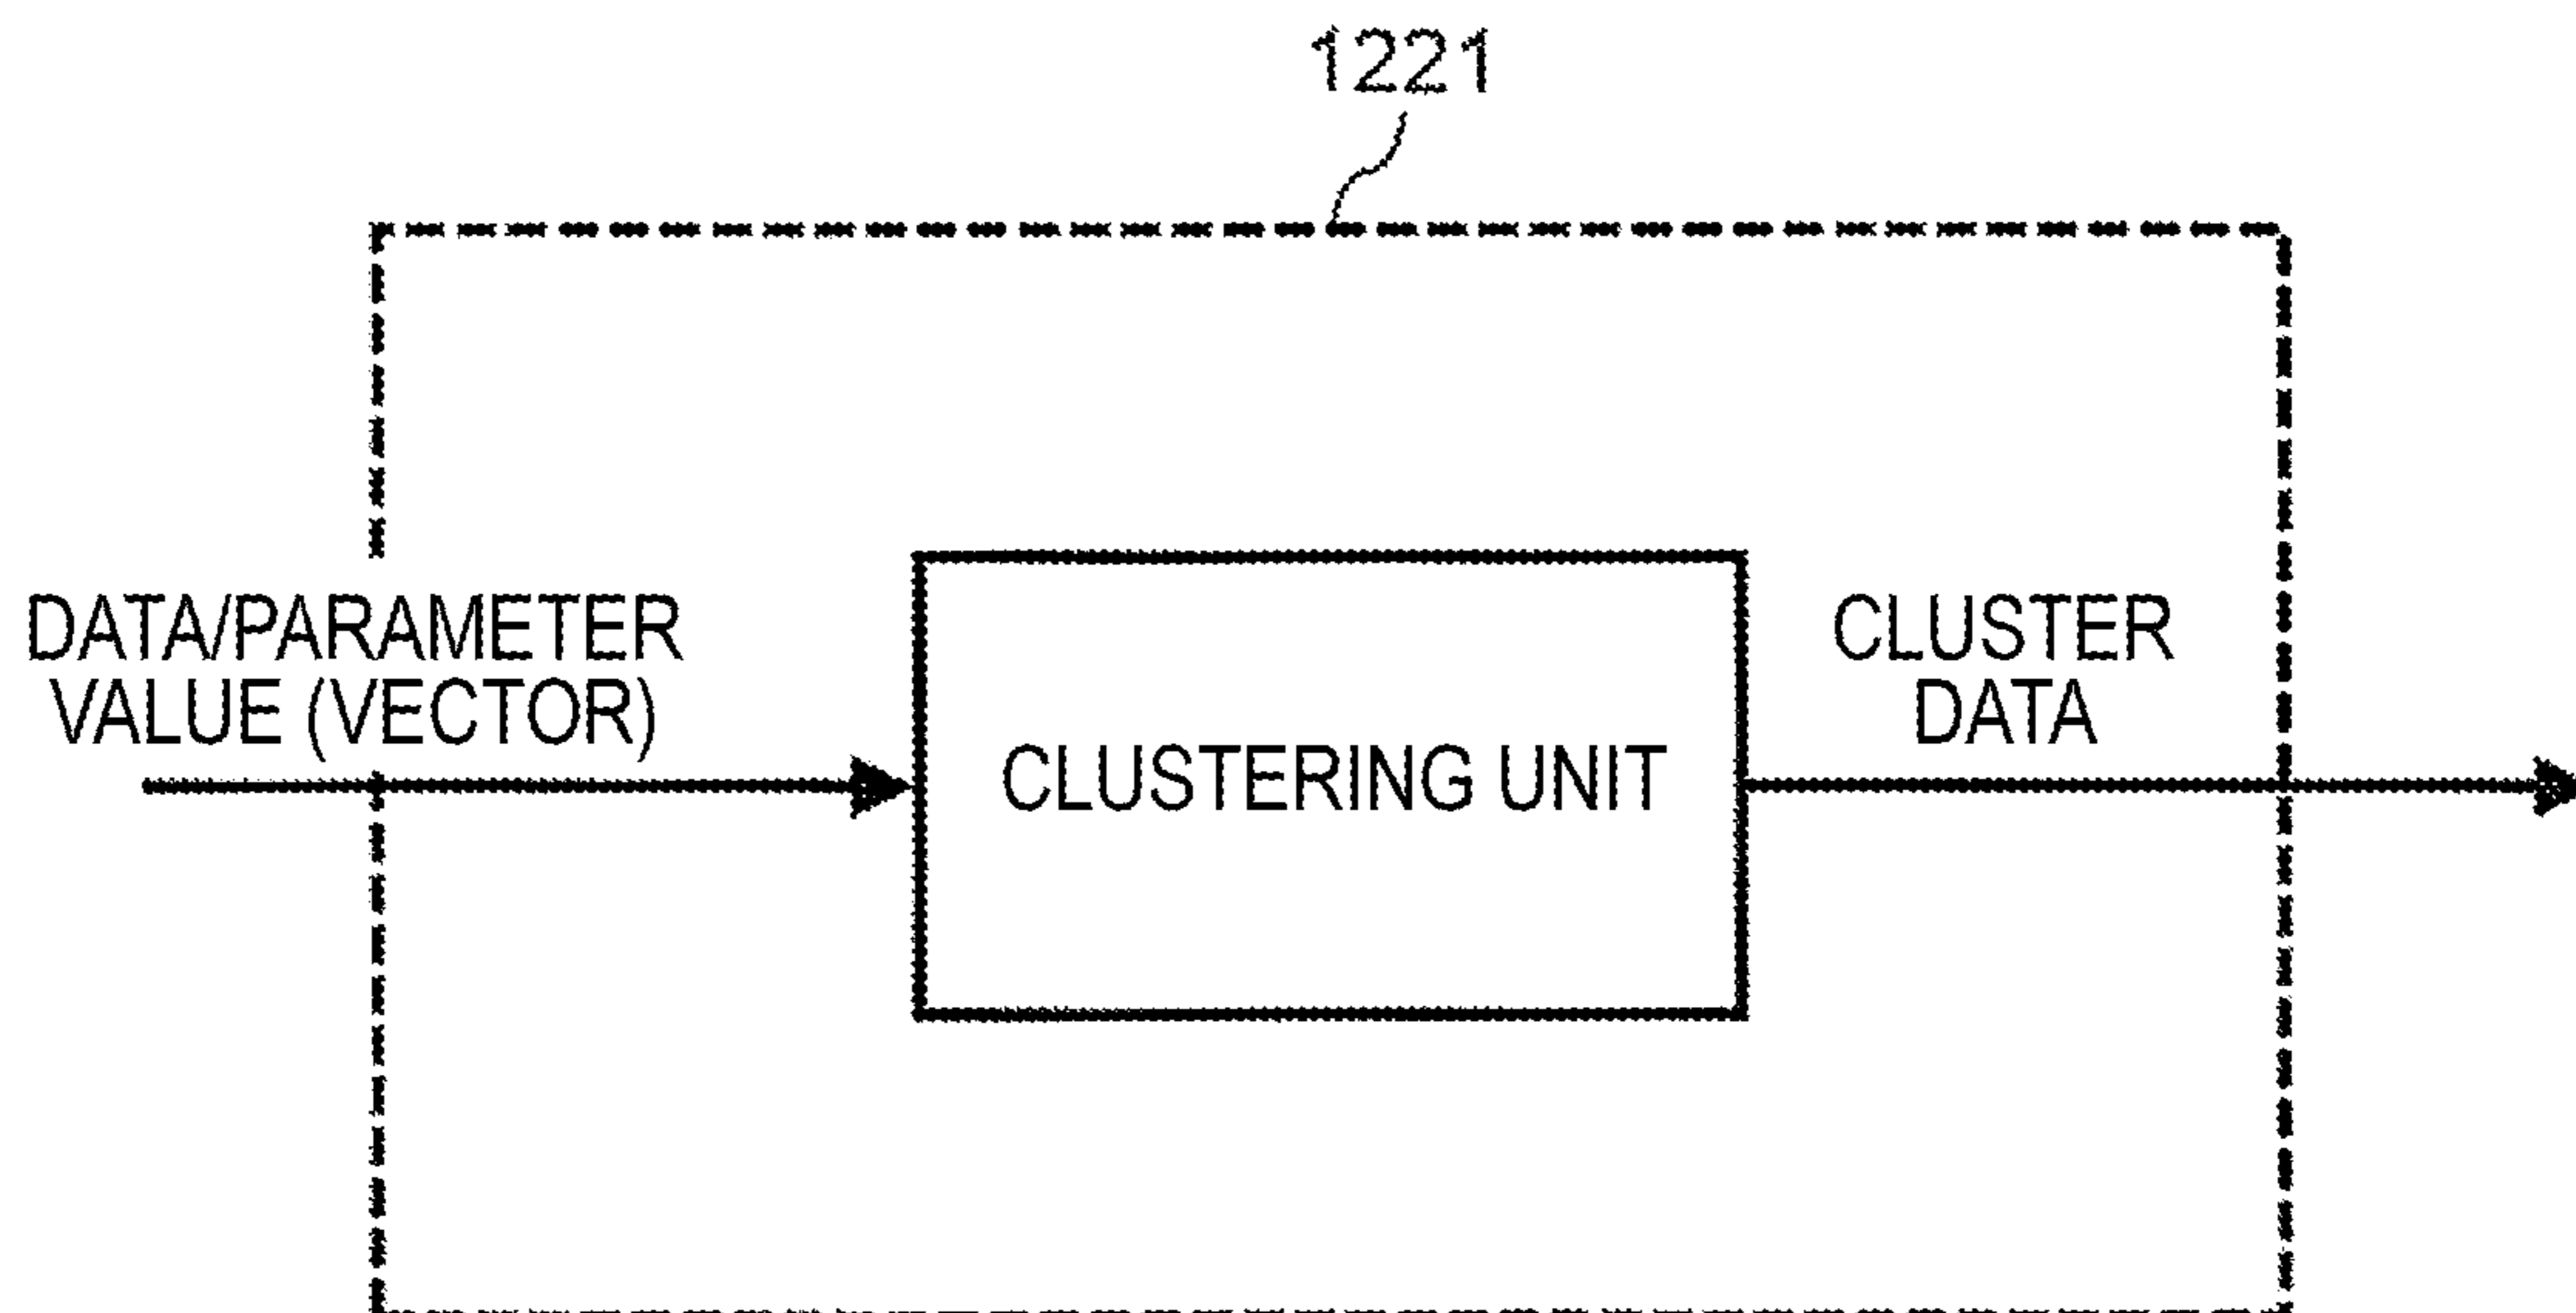 1221
DATA/PARAMETER
VALUE (VECTOR)
CLUSTERING UNIT
CLUSTER
DATA